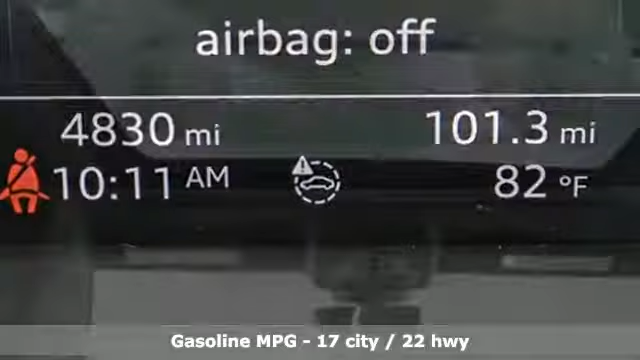 airbag: off
4830 mi 101.3 mi
10:11 AM 82 °F
Gasoline MPG - 17 city / 22 hwy